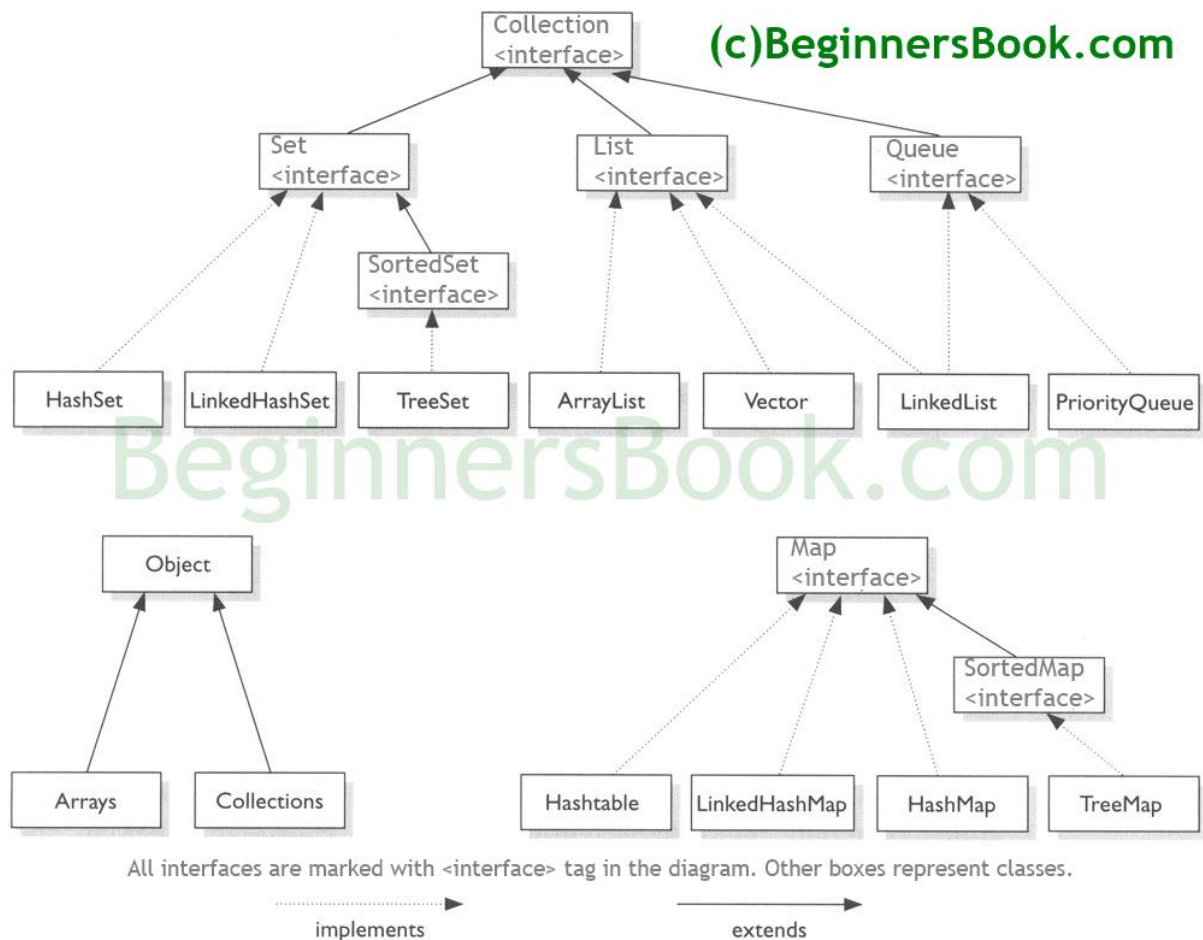 Collection
<interface>
(c)BeginnersBook.com
Set
<interface>
List
<interface>
Queue
<interface>
SortedSet
<interface>
HashSet
LinkedHashSet
TreeSet
ArrayList
Vector
LinkedList
PriorityQueue
BeginnersBook.com
Object
Map
<interface>
SortedMap
<interface>
Arrays
Collections
Hashtable
LinkedHashMap
HashMap
TreeMap
All interfaces are marked with <interface> tag in the diagram. Other boxes represent classes.
implements
extends